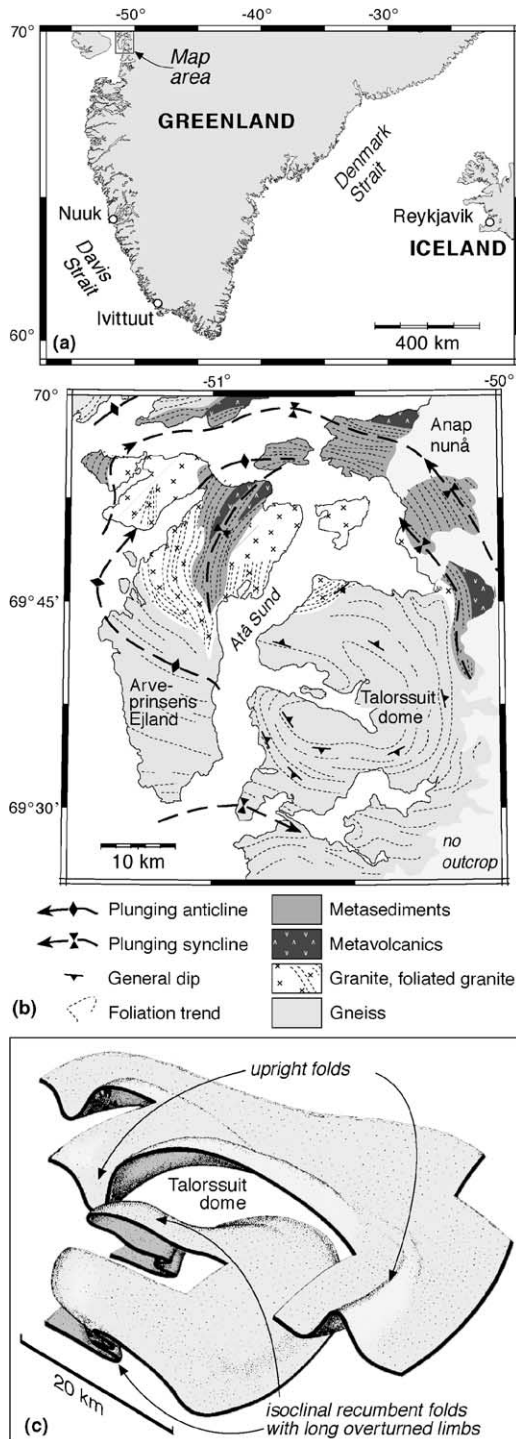 -50° -40° -30°
70°
Map
area
GREENLAND
Denmark
Strait
Nuuk
Reykjavik
ICELAND
Davis
Strait
Ivittuut
60°
(a)
400 km
-51° -50°
70°
Anap
nunå
69°45'
Atâ Sund
Arve-
prinsens
Ejland
Talorssuit
dome
69°30'
10 km
no
outcrop
Plunging anticline
Plunging syncline
General dip
Foliation trend
(b)
Metasediments
Metavolcanics
Granite, foliated granite
Gneiss
upright folds
Talorssuit
dome
20 km
isoclinal recumbent folds
with long overturned limbs
(c)